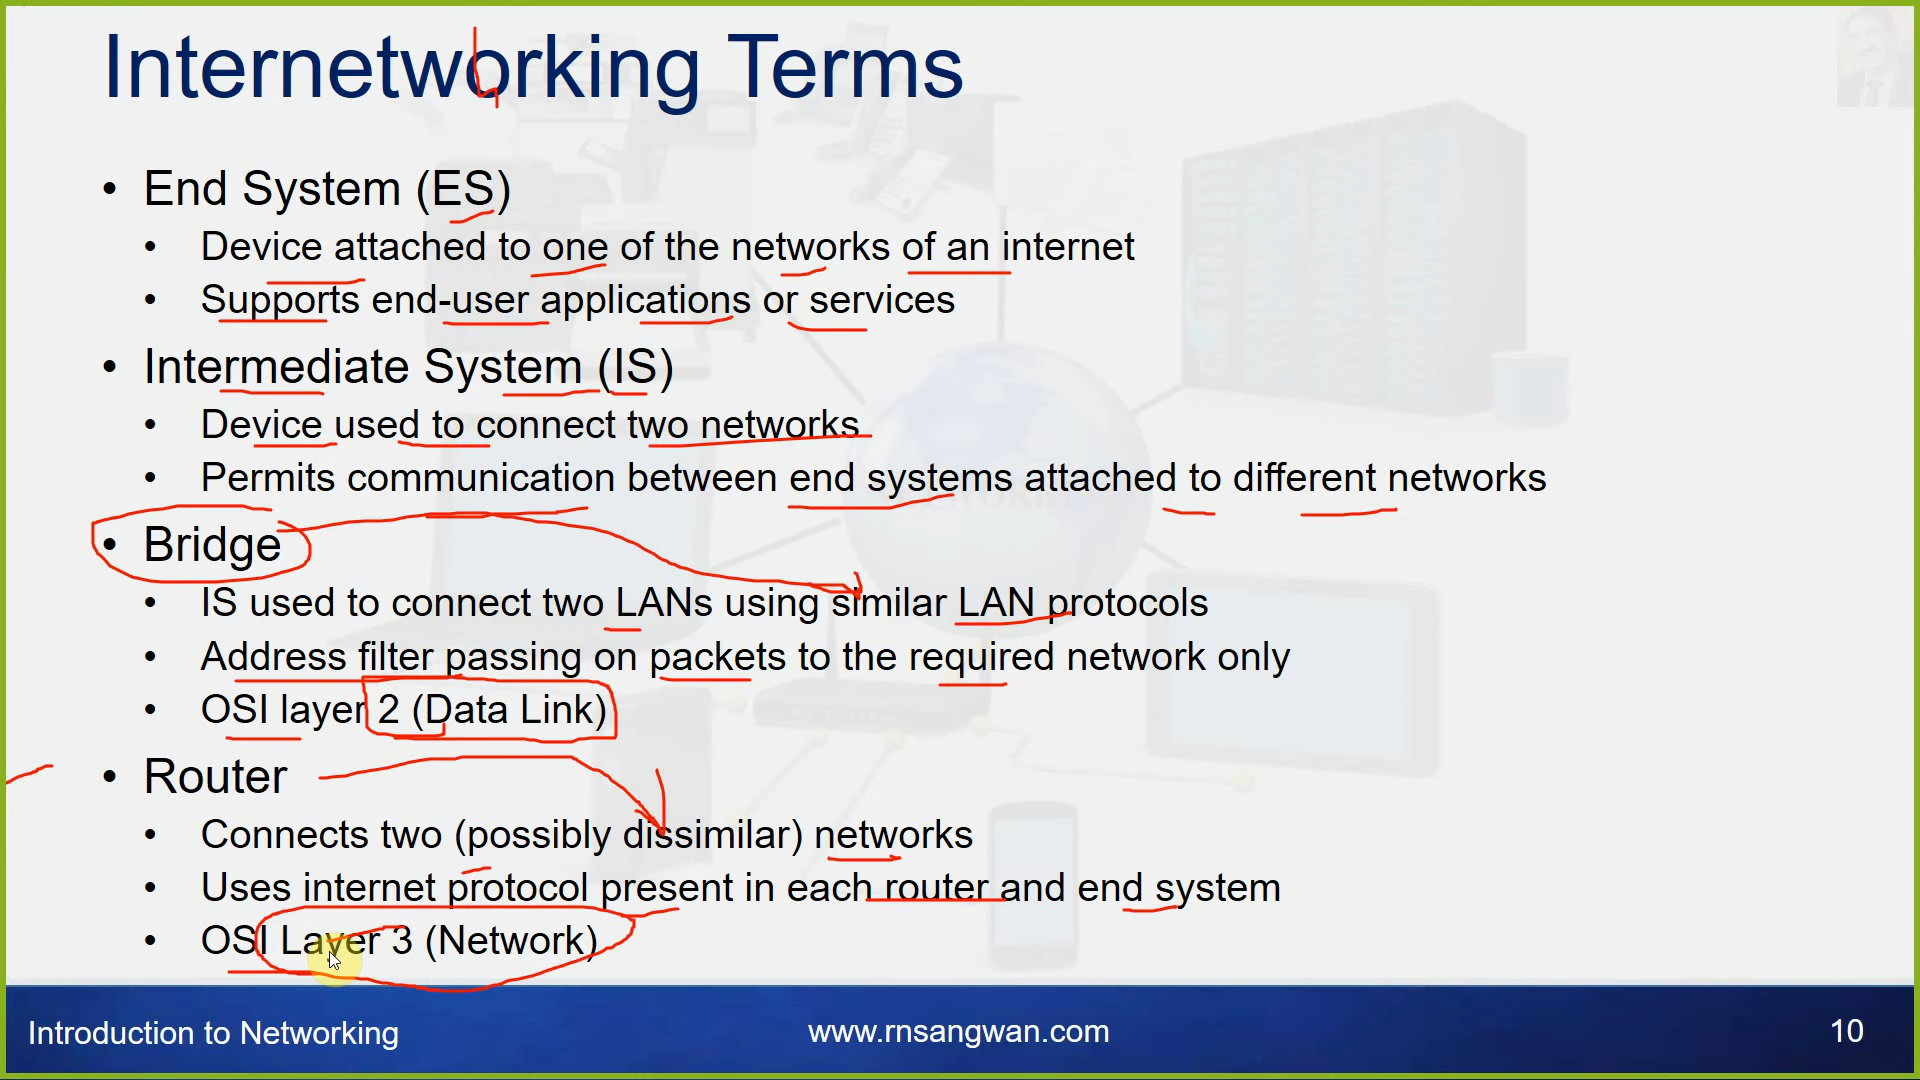 Internetworking Terms
• End System (ES)
• Device attached to one of the networks of an internet
• Supports end-user applications or services
• Intermediate System (IS)
• Device used to connect two networks
• Permits communication between end systems attached to different networks
• Bridge
• IS used to connect two LANs using similar LAN protocols
• Address filter passing on packets to the required network only
• OSI layer 2 (Data Link)
• Router
• Connects two (possibly dissimilar) networks
• Uses internet protocol present in each router and end system
• OSI Layer 3 (Network)
Introduction to Networking
www.rnsangwan.com
10